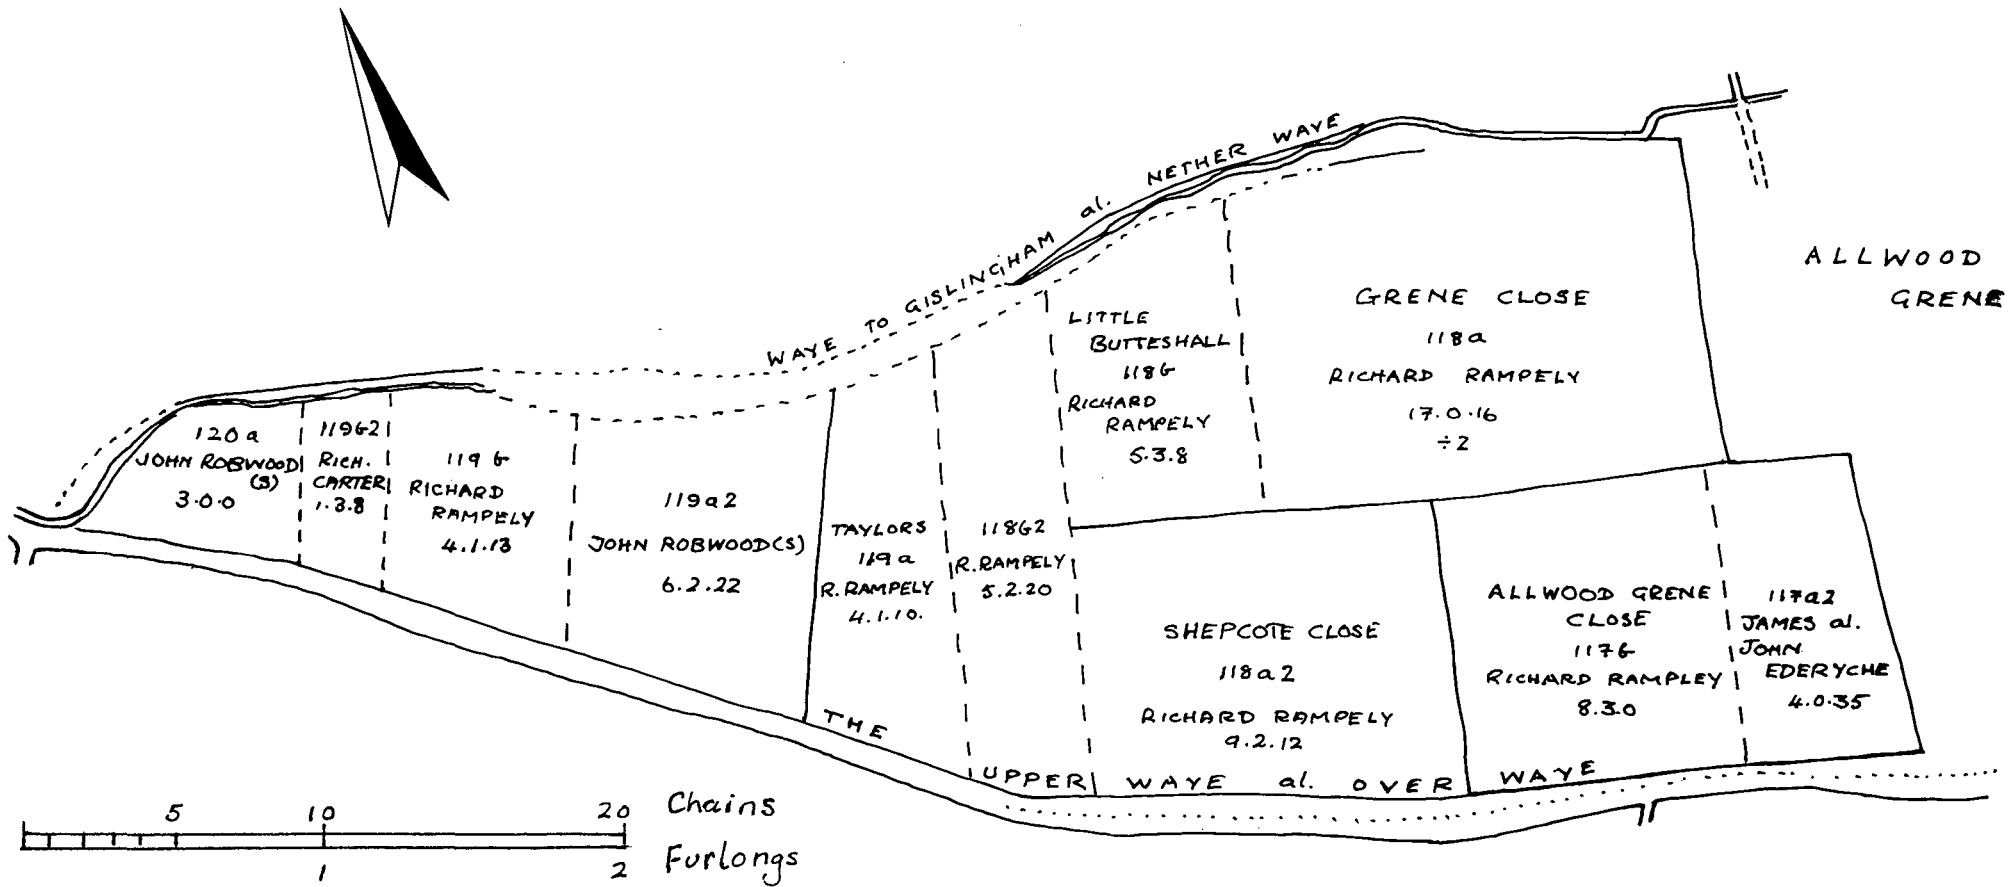 WAYE TO GISLINGHAM al. NETHER WAYE
ALLWOOD
GRENE
120a
JOHN ROBWOOD
(S)
3.0.0
119b2
RICH.
CARTER
1.3.8
119b
RICHARD
RAMPELY
4.1.13
119a2
JOHN ROBWOOD(S)
6.2.22
TAYLORS
119a
R. RAMPELY
4.1.10.
118b2
R. RAMPELY
5.2.20
LITTLE
BUTTESHALL
118b
RICHARD
RAMPELY
5.3.8
GRENE CLOSE
118a
RICHARD RAMPELY
17.0.16
÷2
SHEPCOTE CLOSE
118a2
RICHARD RAMPELY
9.2.12
ALLWOOD GRENE
CLOSE
117b
RICHARD RAMPLEY
8.3.0
117a2
JAMES al.
JOHN
EDERYCHE
4.0.35
THE UPPER WAYE al. OVER WAYE
5 10 20 Chains
1 2 Furlongs